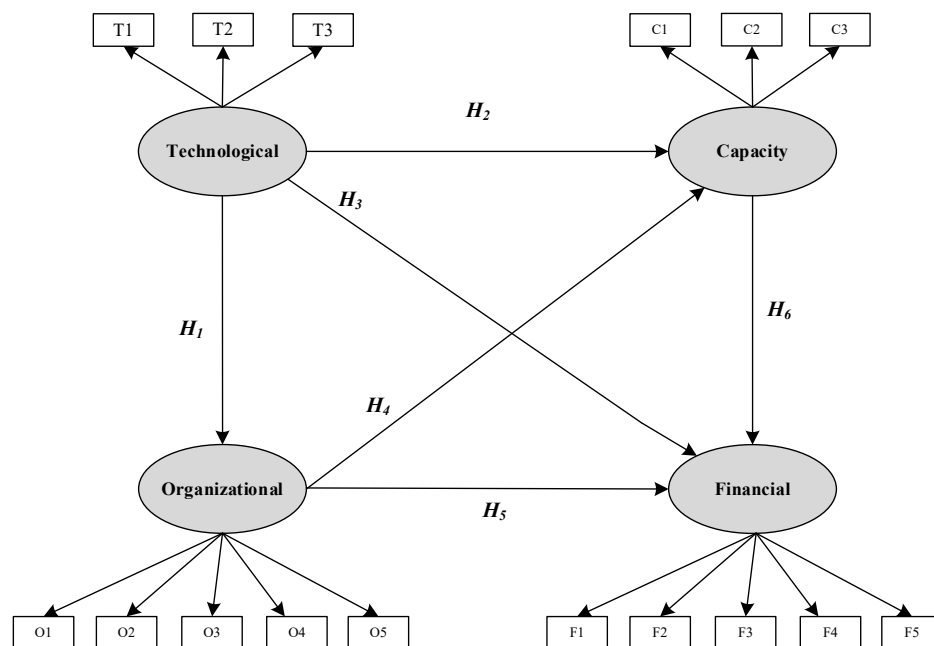 T1 T2 T3 C1 C2 C3
H2
Technological Capacity
H3
H1 H6
H4
Organizational Financial
H5
O1 O2 O3 O4 O5 F1 F2 F3 F4 F5